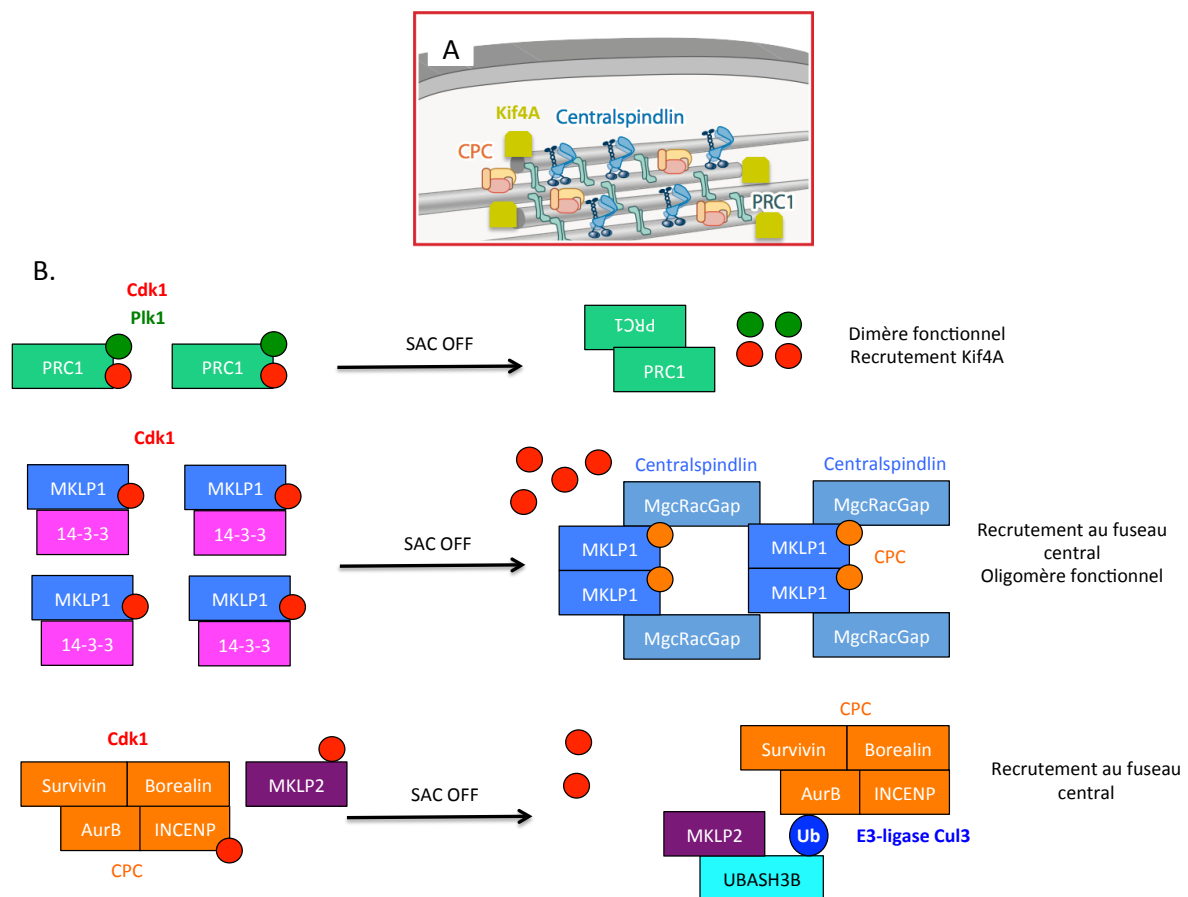 A
Kif4A
Centralspindlin
CPC
PRC1
B.
Cdk1
Plk1
PRC1
PRC1
SAC OFF
PRC1
PRC1
Dimère fonctionnel
Recrutement Kif4A
Cdk1
MKLP1
14-3-3
MKLP1
14-3-3
MKLP1
14-3-3
MKLP1
14-3-3
SAC OFF
Centralspindlin
Centralspindlin
MgcRacGap
MgcRacGap
MKLP1
MKLP1
CPC
MKLP1
MKLP1
MgcRacGap
MgcRacGap
Recrutement au fuseau
central
Oligomère fonctionnel
Cdk1
Survivin
Borealin
AurB
INCENP
CPC
MKLP2
SAC OFF
CPC
Survivin
Borealin
AurB
INCENP
MKLP2
Ub
E3-ligase Cul3
UBASH3B
Recrutement au fuseau
central